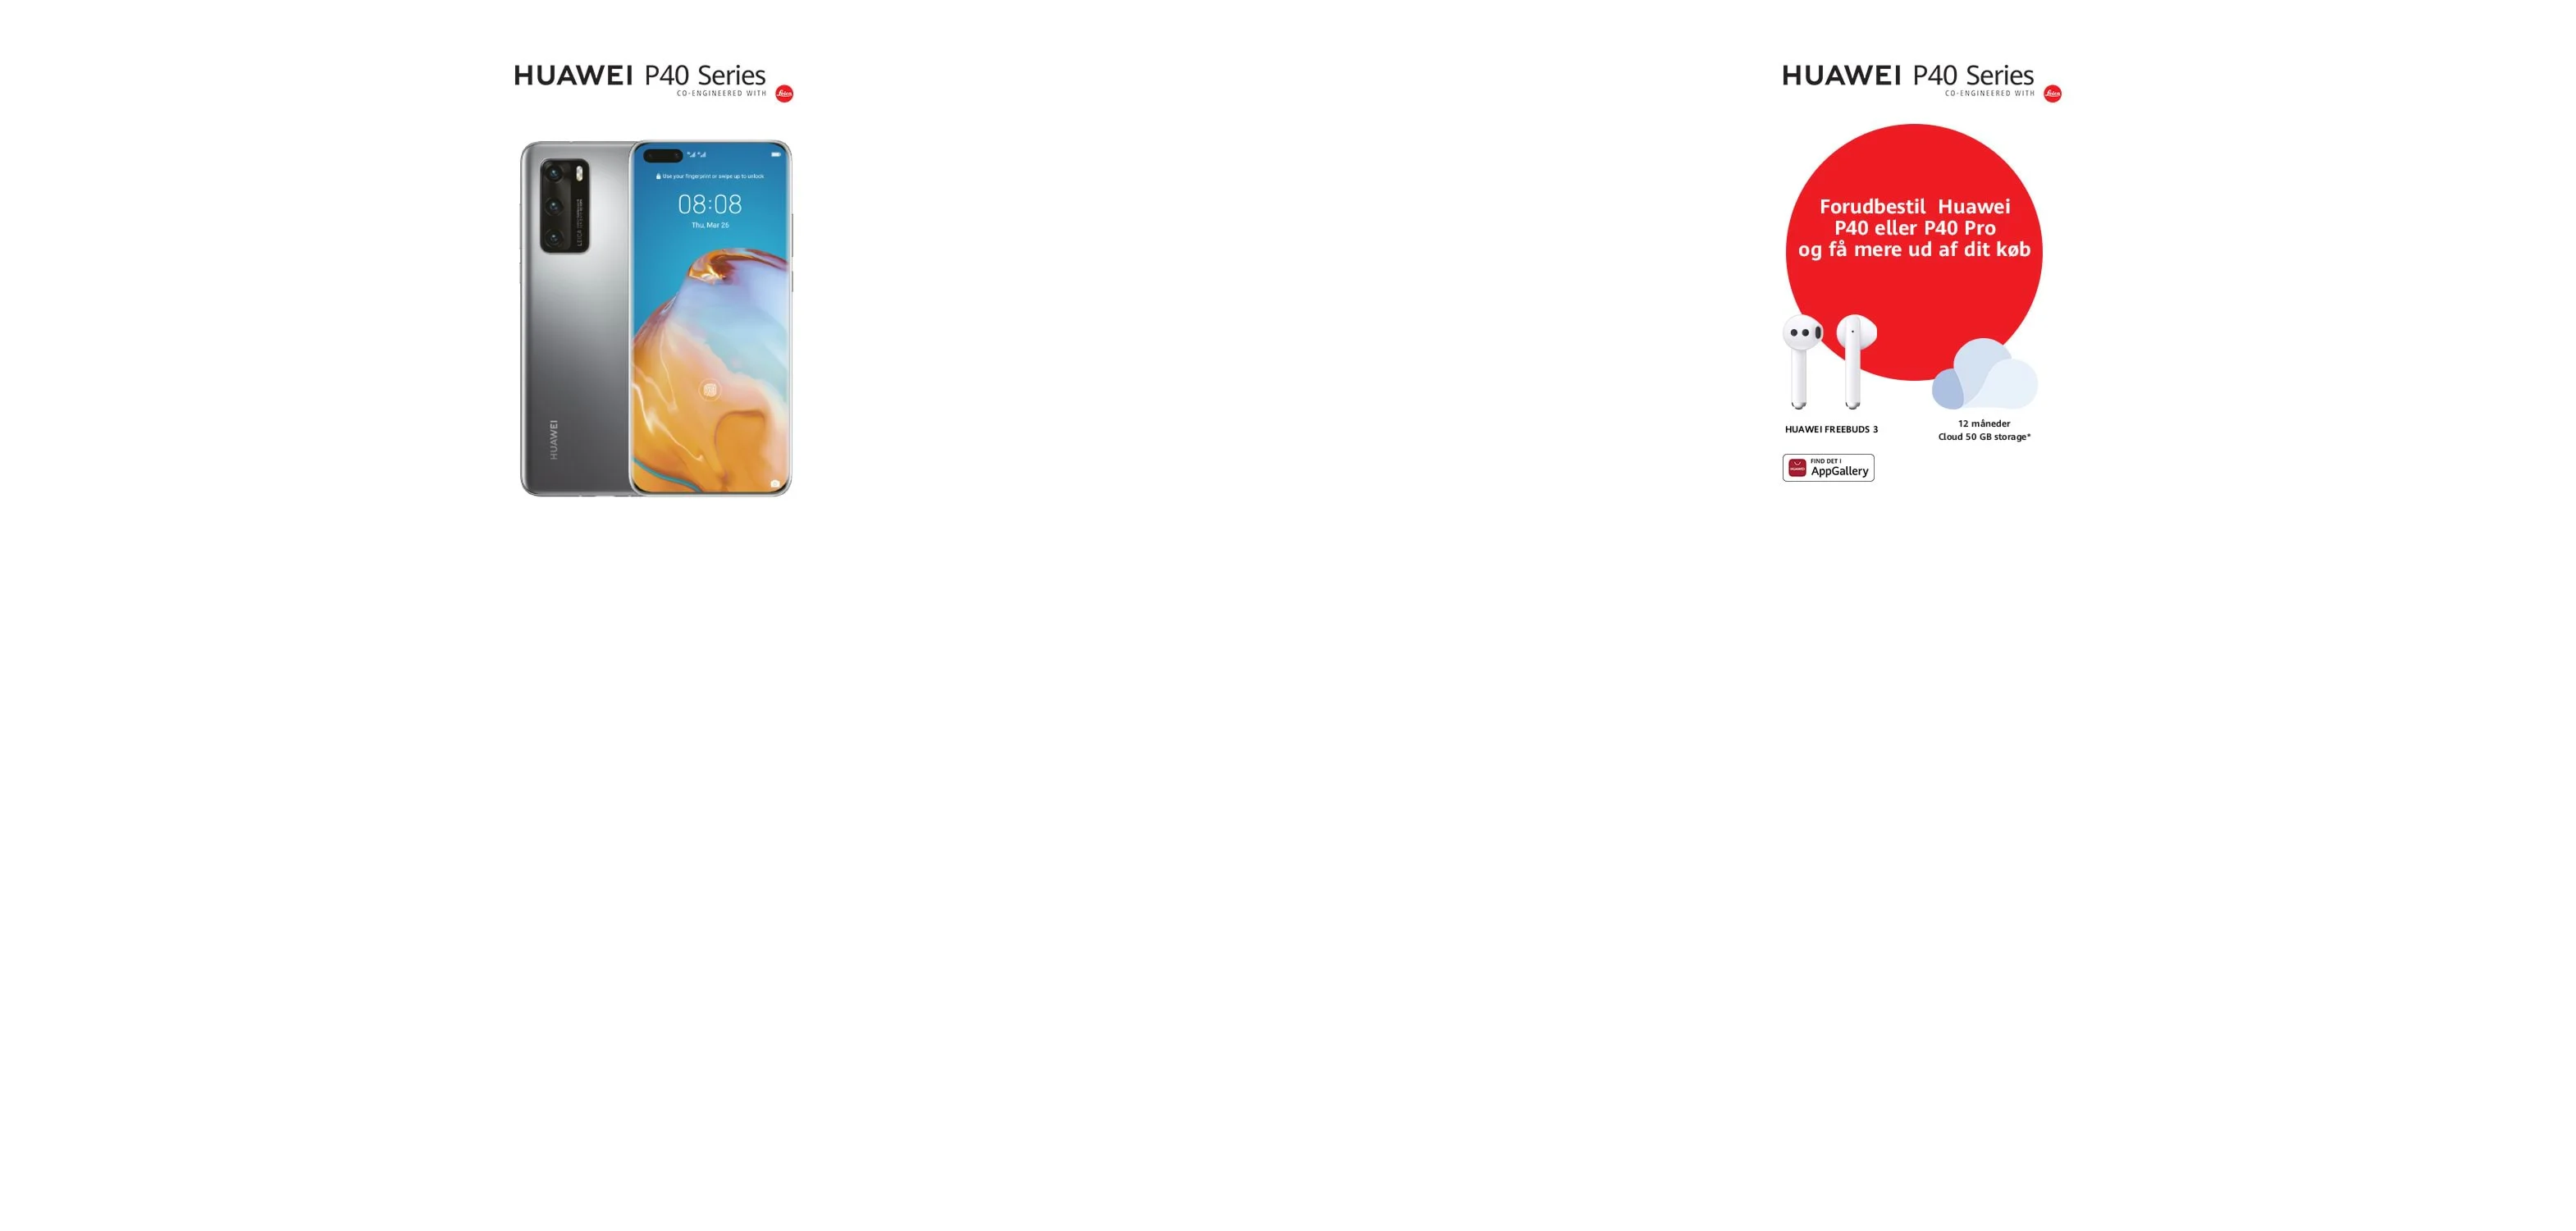 HUAWEI P40 Series
CO-ENGINEERED WITH
Leica
Use your fingerprint or swipe up to unlock
08:08
Thu, Mar 26
HUAWEI
HUAWEI P40 Series
CO-ENGINEERED WITH
Leica
Forudbestil Huawei
P40 eller P40 Pro
og få mere ud af dit køb
HUAWEI FREEBUDS 3
12 måneder
Cloud 50 GB storage*
FIND DET I
AppGallery